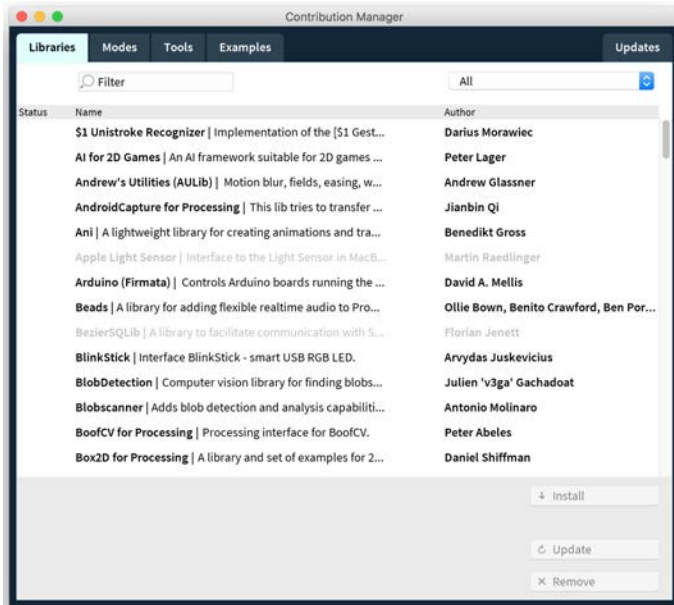 Contribution Manager
Libraries Modes Tools Examples Updates
Filter All
Status Name Author
$1 Unistroke Recognizer | Implementation of the [$1 Gest... Darius Morawiec
AI for 2D Games | An AI framework suitable for 2D games ... Peter Lager
Andrew's Utilities (AULib) | Motion blur, fields, easing, w... Andrew Glassner
AndroidCapture for Processing | This lib tries to transfer ... Jianbin Qi
Ani | A lightweight library for creating animations and tra... Benedikt Gross
Apple Light Sensor | Interface to the Light Sensor in MacB... Martin Raedlinger
Arduino (Firmata) | Controls Arduino boards running the ... David A. Mellis
Beads | A library for adding flexible realtime audio to Pro... Ollie Bown, Benito Crawford, Ben Por...
BezierSQLib | A library to facilitate communication with S... Florian Jenett
BlinkStick | Interface BlinkStick - smart USB RGB LED. Arvydas Juskevicius
BlobDetection | Computer vision library for finding blobs... Julien 'v3ga' Gachadoat
Blobscanner | Adds blob detection and analysis capabiliti... Antonio Molinaro
BoofCV for Processing | Processing interface for BoofCV. Peter Abeles
Box2D for Processing | A library and set of examples for 2... Daniel Shiffman
Install
Update
Remove